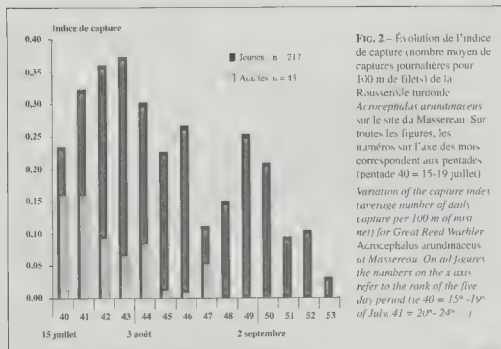 Indice de capture
0,40
0,35
0,30
0,25
0,20
0,15
0,10
0,05
0,00
Jeunes n = 217
n = 43
40 41 42 43 44 45 46 47 48 49 50 51 52 53
15 juillet 3 août 2 septembre
FIG. 2 – Évolution de l'indice
de capture (nombre moyen de
captures journalières pour
100 m de filets) de la
Rousserolle turdoïde
Acrocephalus arundinaceus
sur le site du Massereau. Sur
toutes les figures, les
numéros sur l'axe des mois
correspondent aux pentades
(pentade 40 = 15-19 juillet)
Variation of the capture index
(average number of daily
capture per 100 m of mist
net) for Great Reed Warbler
Acrocephalus arundinaceus
at Massereau. On all figures
the numbers on the x axis
refer to the rank of the five
day period (ie 40 = 15th -19th
of July, 41 = 20th - 24th )